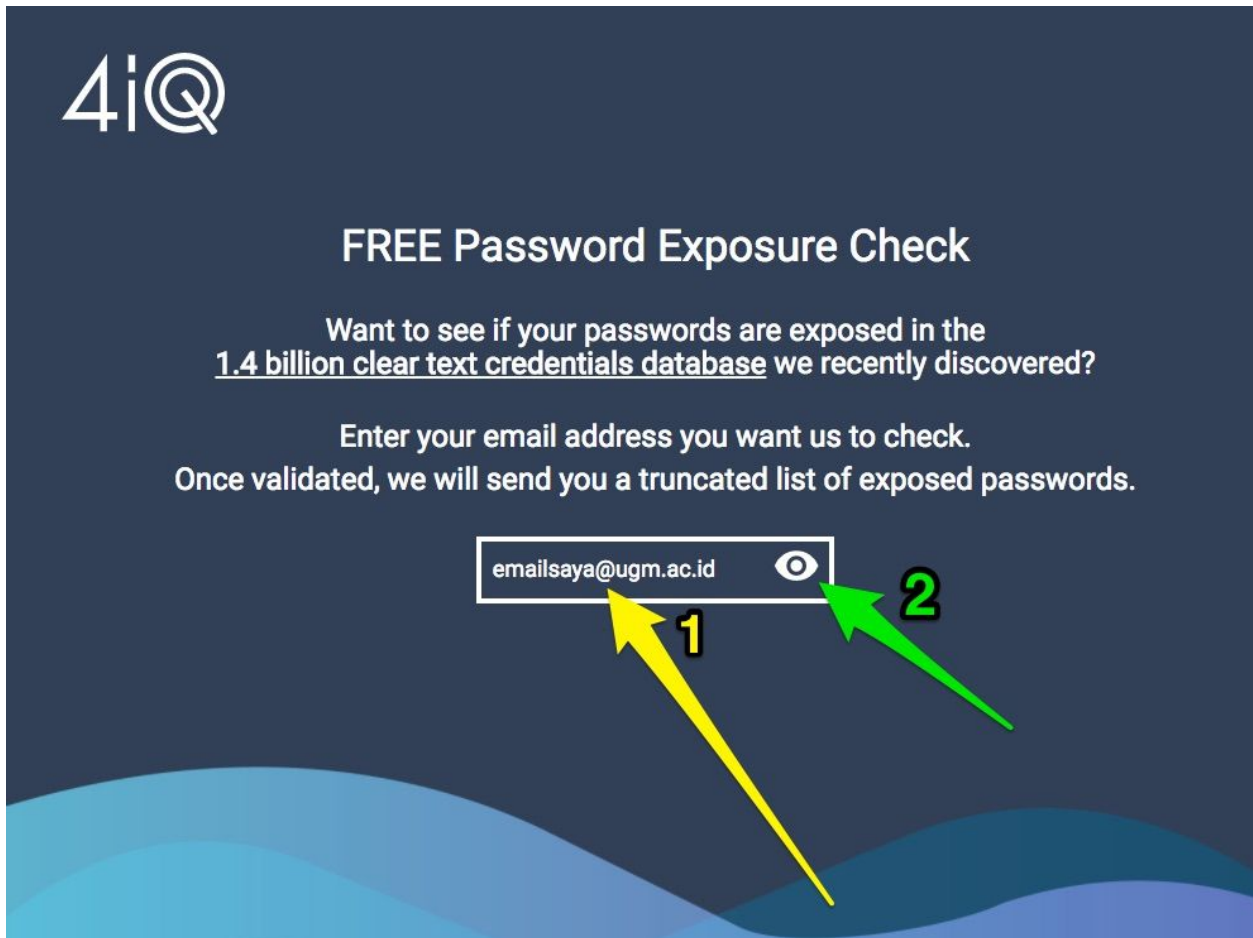 4iQ
FREE Password Exposure Check
Want to see if your passwords are exposed in the
1.4 billion clear text credentials database we recently discovered?
Enter your email address you want us to check.
Once validated, we will send you a truncated list of exposed passwords.
emailsaya@ugm.ac.id
1
2